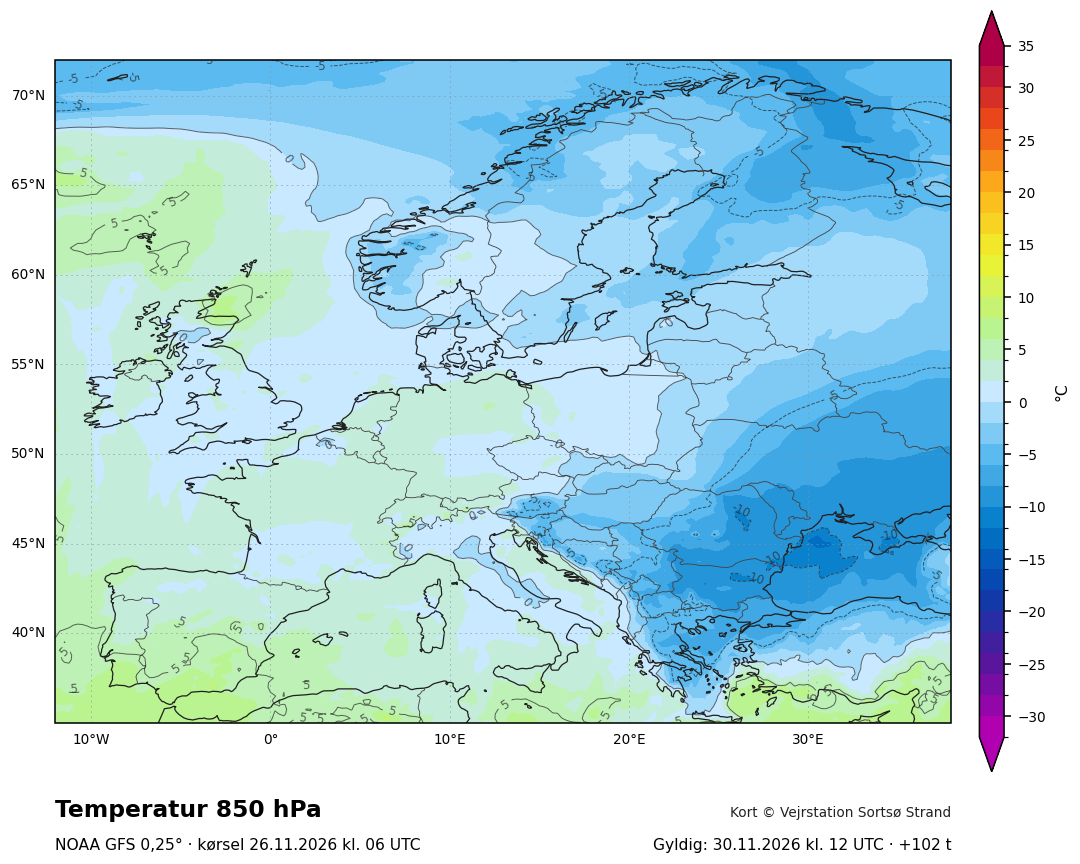 70°N
65°N
60°N
55°N
50°N
45°N
40°N
10°W
0°
10°E
20°E
30°E
35
30
25
20
15
10
5
0
−5
−10
−15
−20
−25
−30
°C
Temperatur 850 hPa
Kort © Vejrstation Sortsø Strand
NOAA GFS 0,25° · kørsel 26.11.2026 kl. 06 UTC
Gyldig: 30.11.2026 kl. 12 UTC · +102 t